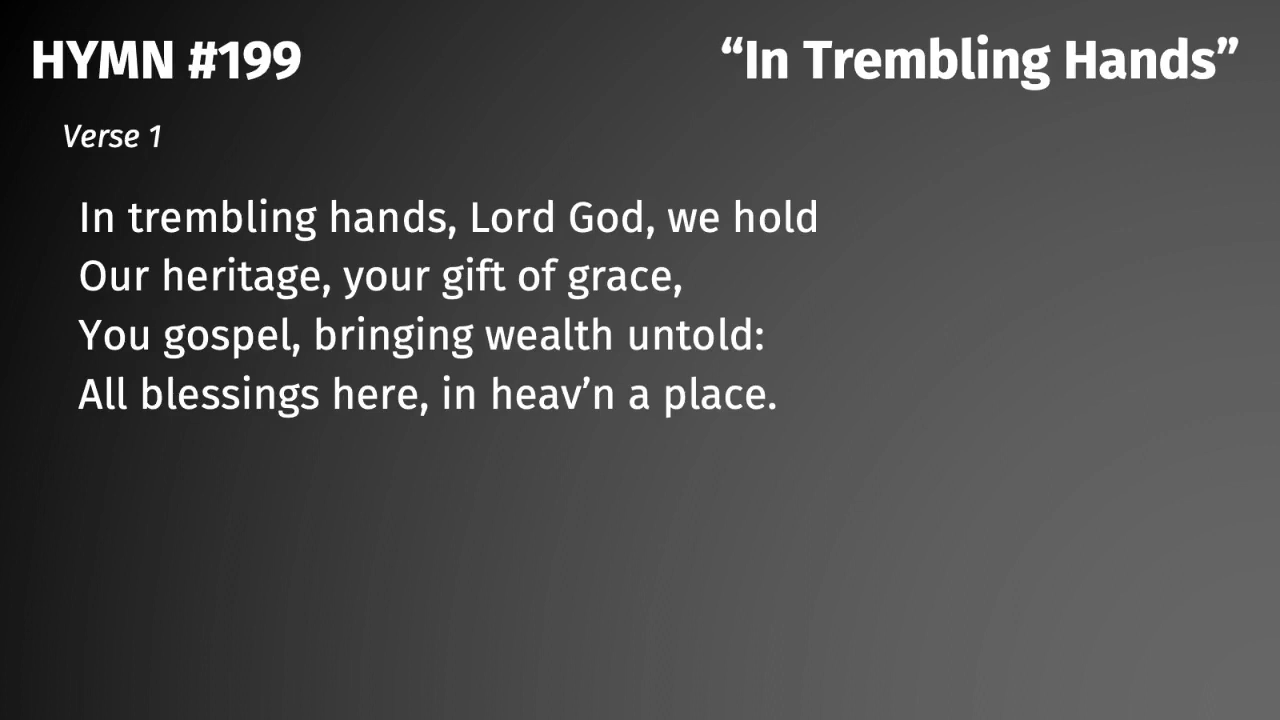 HYMN #199
“In Trembling Hands”
Verse 1
In trembling hands, Lord God, we hold
Our heritage, your gift of grace,
You gospel, bringing wealth untold:
All blessings here, in heav’n a place.